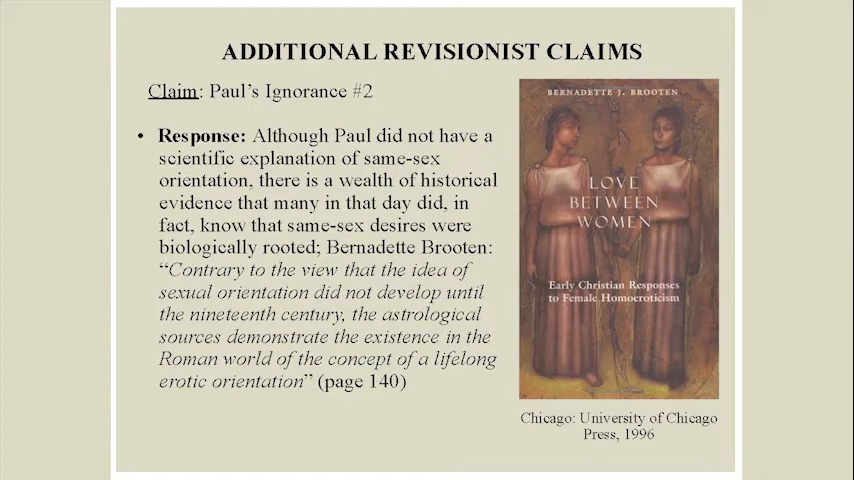 ADDITIONAL REVISIONIST CLAIMS
Claim: Paul’s Ignorance #2
• Response: Although Paul did not have a
scientific explanation of same-sex
orientation, there is a wealth of historical
evidence that many in that day did, in
fact, know that same-sex desires were
biologically rooted; Bernadette Brooten:
“Contrary to the view that the idea of
sexual orientation did not develop until
the nineteenth century, the astrological
sources demonstrate the existence in the
Roman world of the concept of a lifelong
erotic orientation” (page 140)
BERNADETTE J. BROOTEN
LOVE
BETWEEN
WOMEN
Early Christian Responses
to Female Homoeroticism
Chicago: University of Chicago
Press, 1996